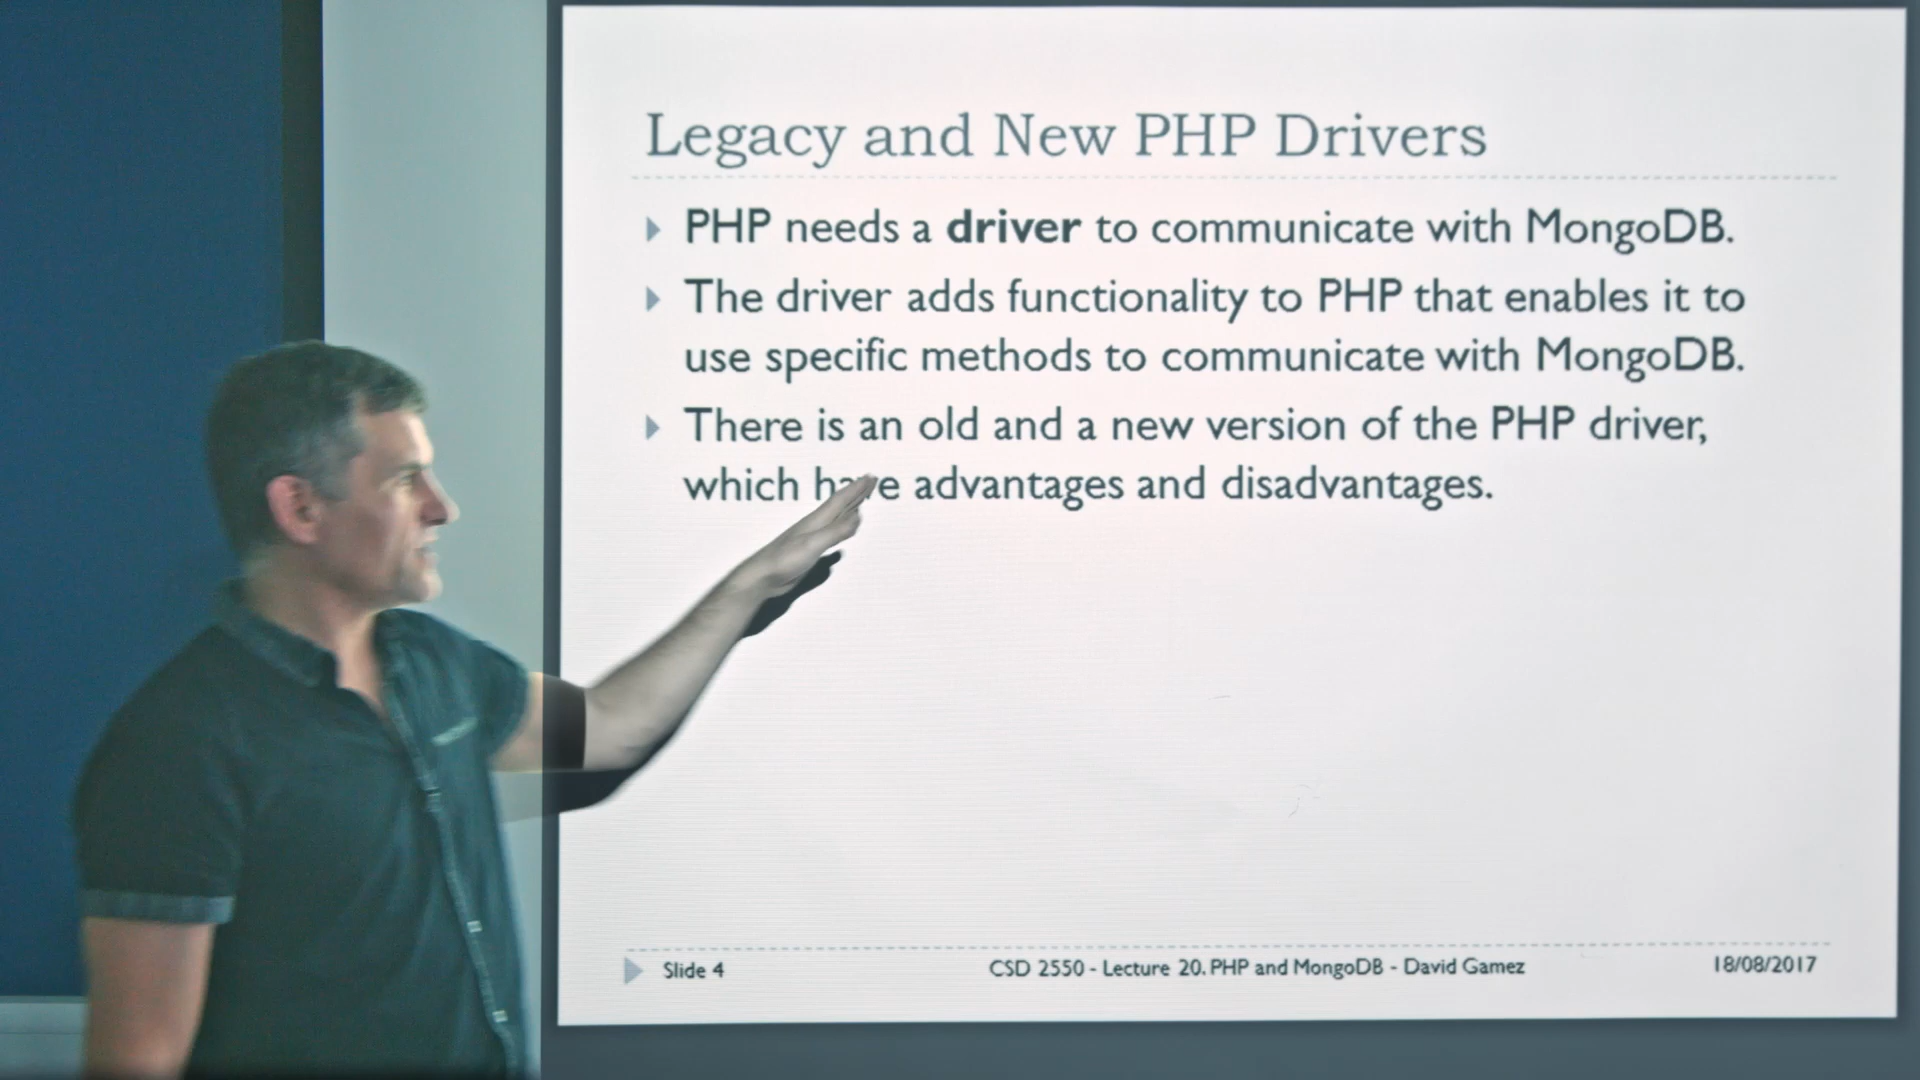 Legacy and New PHP Drivers
PHP needs a driver to communicate with MongoDB.
The driver adds functionality to PHP that enables it to
use specific methods to communicate with MongoDB.
There is an old and a new version of the PHP driver,
which have advantages and disadvantages.
Slide 4
CSD 2550 - Lecture 20. PHP and MongoDB - David Gamez
18/08/2017